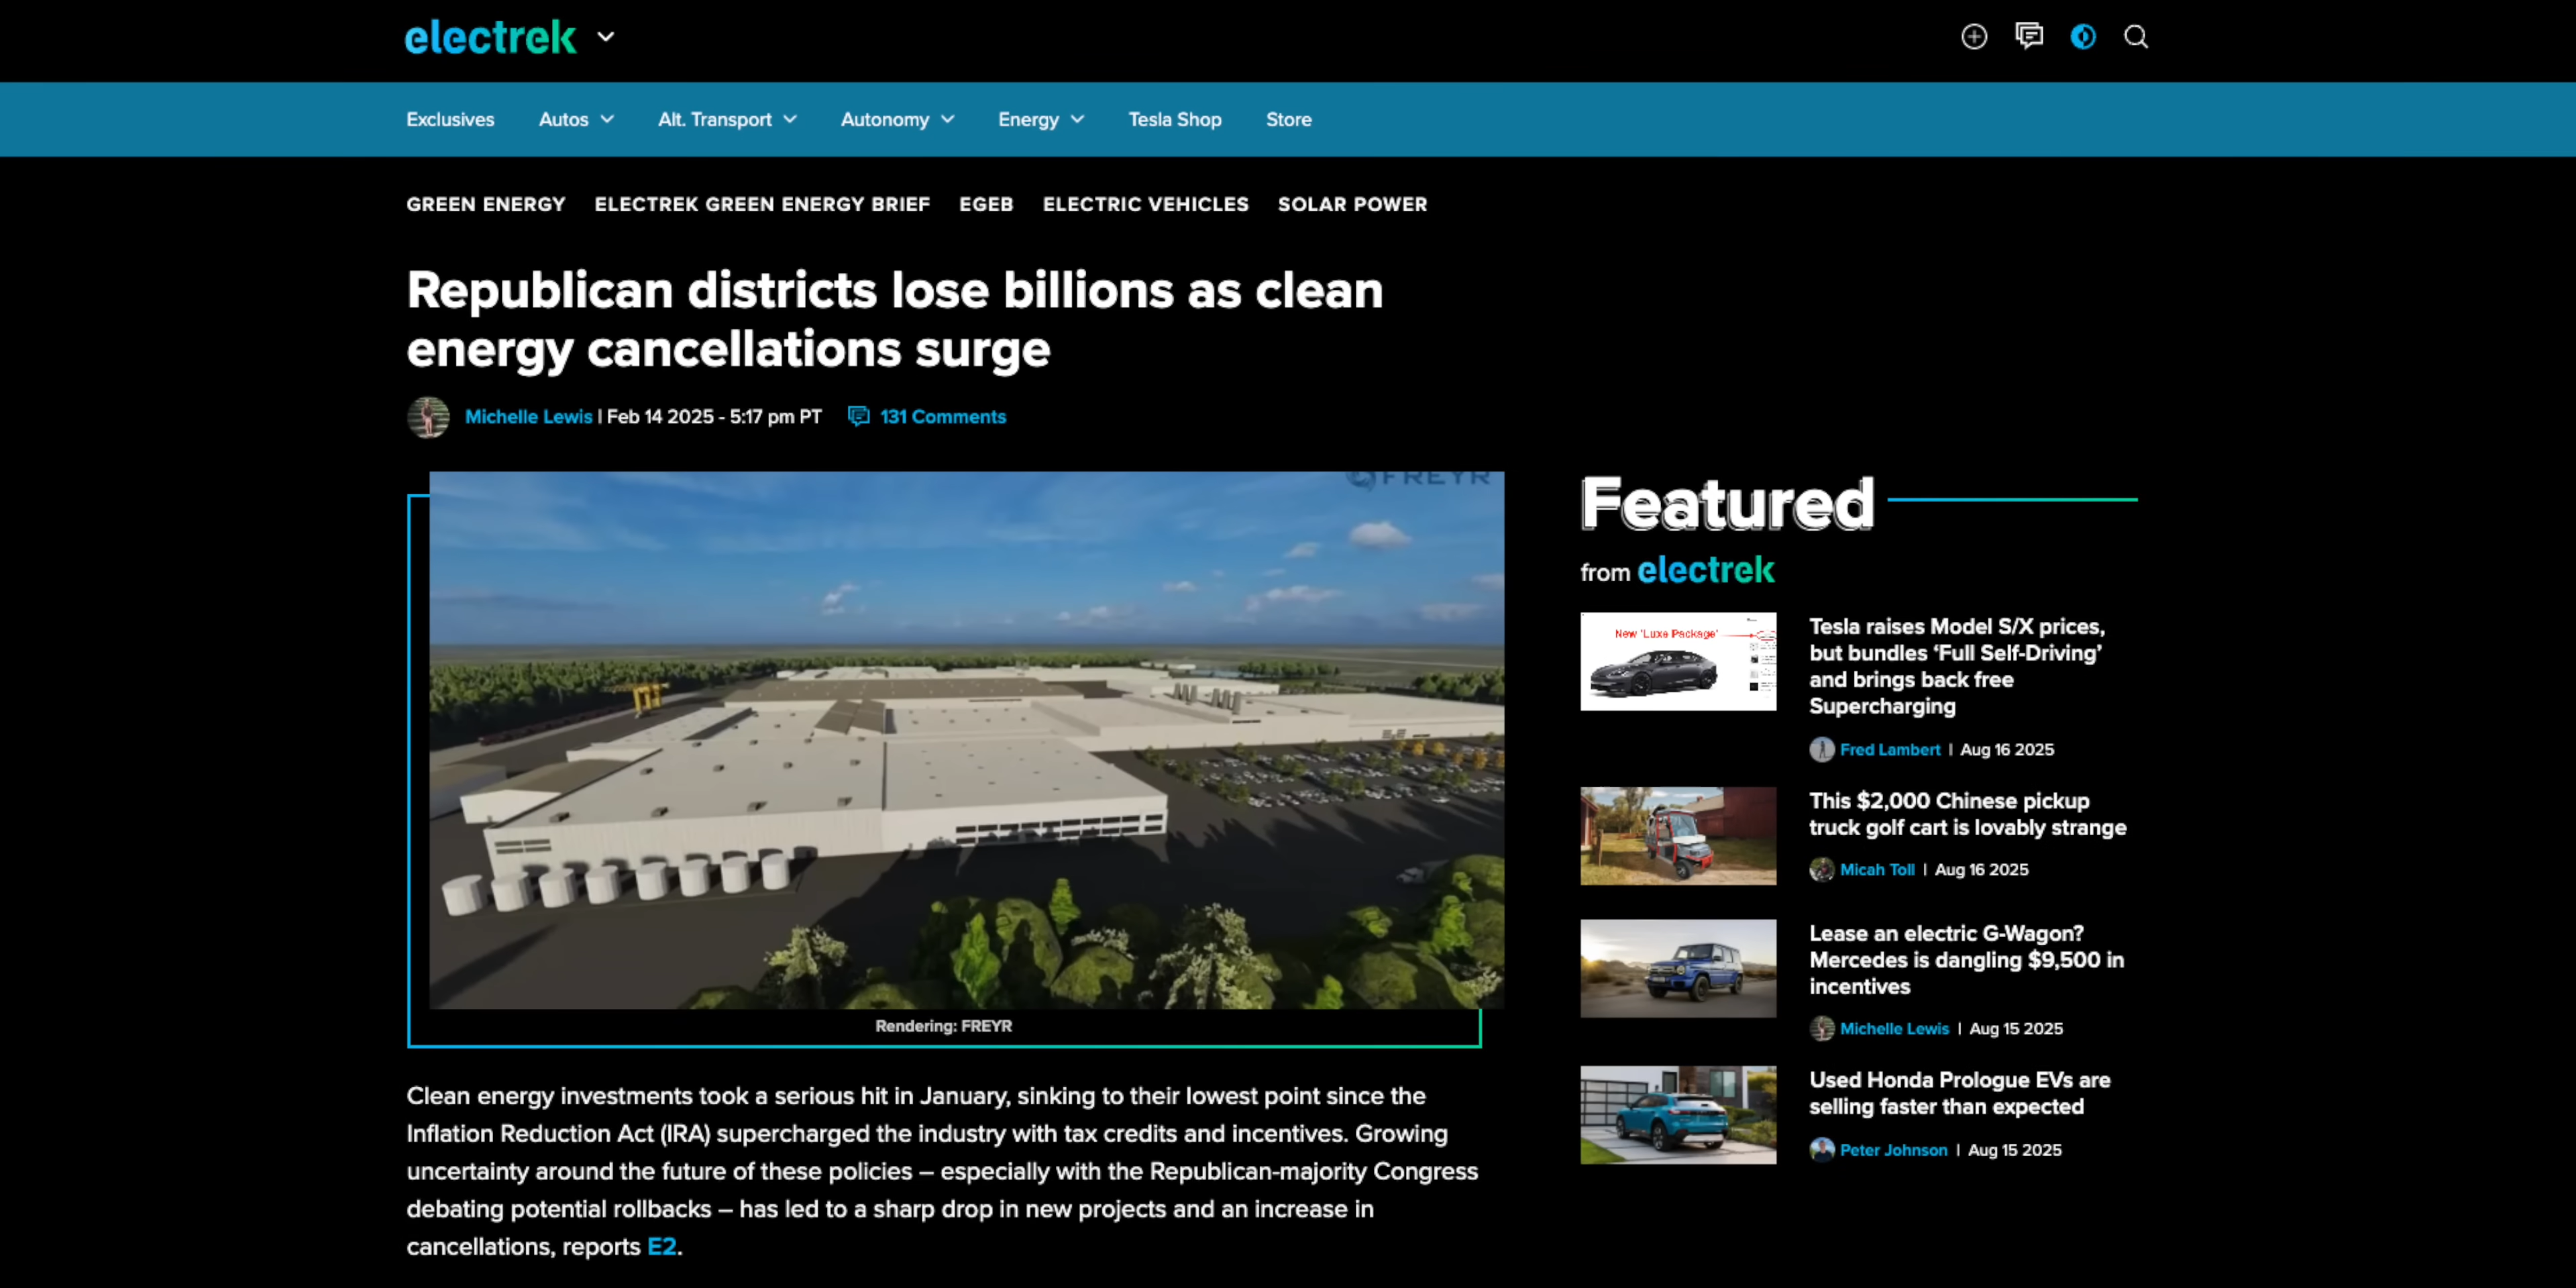 electrek
Exclusives Autos Alt. Transport Autonomy Energy Tesla Shop Store
GREEN ENERGY ELECTREK GREEN ENERGY BRIEF EGEB ELECTRIC VEHICLES SOLAR POWER
Republican districts lose billions as clean
energy cancellations surge
Michelle Lewis | Feb 14 2025 - 5:17 pm PT 131 Comments
FREYR
Rendering: FREYR
Clean energy investments took a serious hit in January, sinking to their lowest point since the
Inflation Reduction Act (IRA) supercharged the industry with tax credits and incentives. Growing
uncertainty around the future of these policies – especially with the Republican-majority Congress
debating potential rollbacks – has led to a sharp drop in new projects and an increase in
cancellations, reports E2.
Featured
from electrek
New 'Luxe Package'
Tesla raises Model S/X prices,
but bundles ‘Full Self-Driving’
and brings back free
Supercharging
Fred Lambert | Aug 16 2025
This $2,000 Chinese pickup
truck golf cart is lovably strange
Micah Toll | Aug 16 2025
Lease an electric G-Wagon?
Mercedes is dangling $9,500 in
incentives
Michelle Lewis | Aug 15 2025
Used Honda Prologue EVs are
selling faster than expected
Peter Johnson | Aug 15 2025